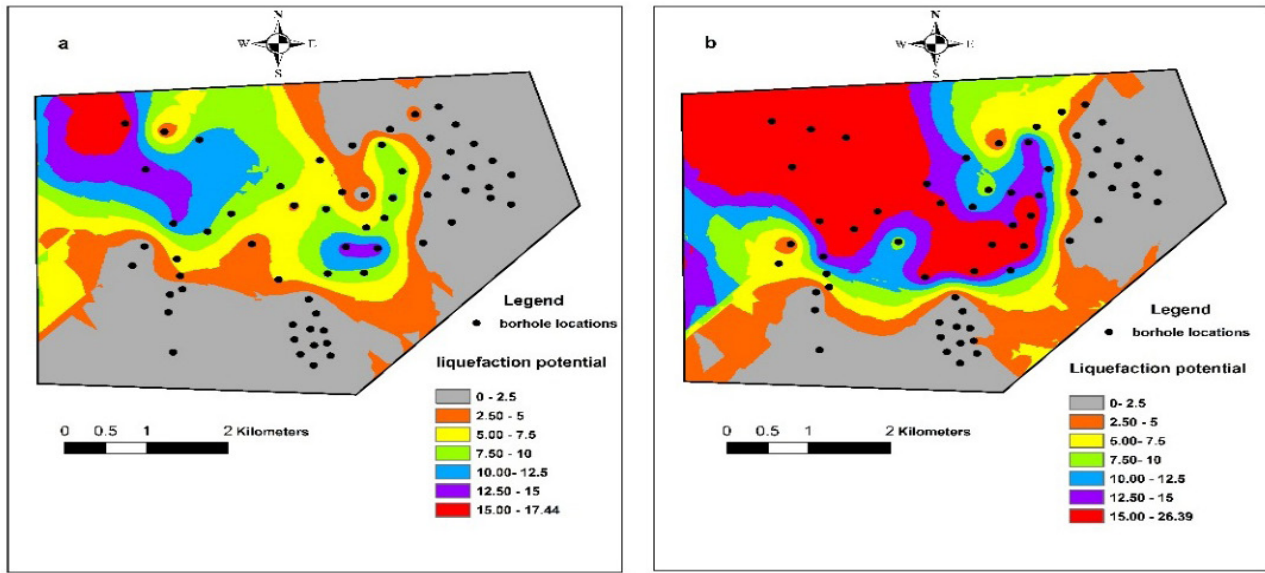 a
N
W E
S
Legend
borehole locations
liquefaction potential
0 - 2.5
2.50 - 5
5.00 - 7.5
7.50 - 10
10.00- 12.5
12.50 - 15
15.00 - 17.44
0 0.5 1 2 Kilometers
b
N
W E
S
Legend
borehole locations
Liquefaction potential
0- 2.5
2.50 - 5
5.00- 7.5
7.50- 10
10.00- 12.5
12.50 - 15
15.00 - 26.39
0 0.5 1 2 Kilometers